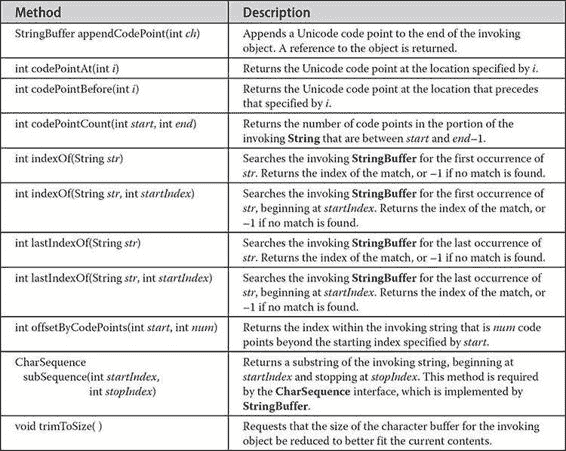 Method Description
StringBuffer appendCodePoint(int ch) Appends a Unicode code point to the end of the invoking
object. A reference to the object is returned.
int codePointAt(int i) Returns the Unicode code point at the location specified by i.
int codePointBefore(int i) Returns the Unicode code point at the location that precedes
that specified by i.
int codePointCount(int start, int end) Returns the number of code points in the portion of the
invoking String that are between start and end–1.
int indexOf(String str) Searches the invoking StringBuffer for the first occurrence of
str. Returns the index of the match, or –1 if no match is found.
int indexOf(String str, int startIndex) Searches the invoking StringBuffer for the first occurrence of
str, beginning at startIndex. Returns the index of the match, or
–1 if no match is found.
int lastIndexOf(String str) Searches the invoking StringBuffer for the last occurrence of
str. Returns the index of the match, or –1 if no match is found.
int lastIndexOf(String str, int startIndex) Searches the invoking StringBuffer for the last occurrence of
str, beginning at startIndex. Returns the index of the match, or
–1 if no match is found.
int offsetByCodePoints(int start, int num) Returns the index within the invoking string that is num code
points beyond the starting index specified by start.
CharSequence Returns a substring of the invoking string, beginning at
subSequence(int startIndex, startIndex and stopping at stopIndex. This method is required
int stopIndex) by the CharSequence interface, which is implemented by
StringBuffer.
void trimToSize( ) Requests that the size of the character buffer for the invoking
object be reduced to better fit the current contents.